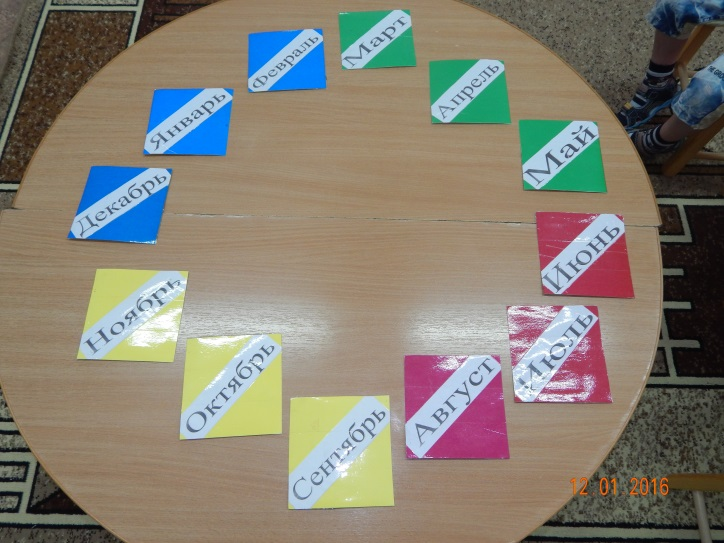 Март
Февраль
Апрель
Январь
Май
Декабрь
Июнь
Ноябрь
Июль
Октябрь
Август
Сентябрь
12 01 2016